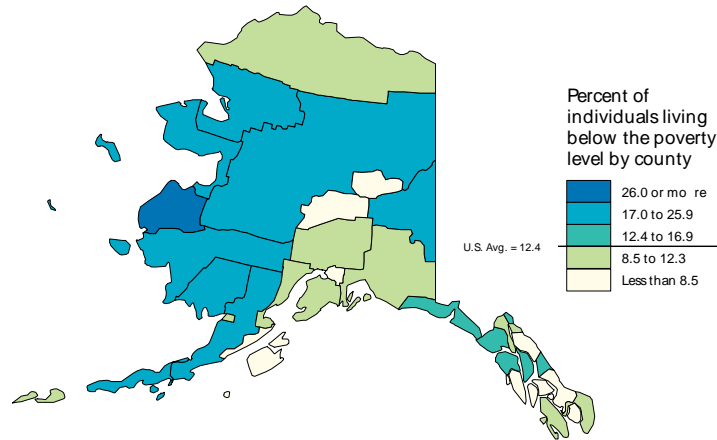 Percent of
individuals living
below the poverty
level by county
26.0 or mo re
17.0 to 25.9
12.4 to 16.9
U.S. Avg. = 12.4
8.5 to 12.3
Less than 8.5